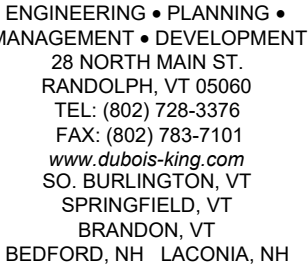 ENGINEERING • PLANNING •
MANAGEMENT • DEVELOPMENT
28 NORTH MAIN ST.
RANDOLPH, VT 05060
TEL: (802) 728-3376
FAX: (802) 783-7101
www.dubois-king.com
SO. BURLINGTON, VT
SPRINGFIELD, VT
BRANDON, VT
BEDFORD, NH LACONIA, NH